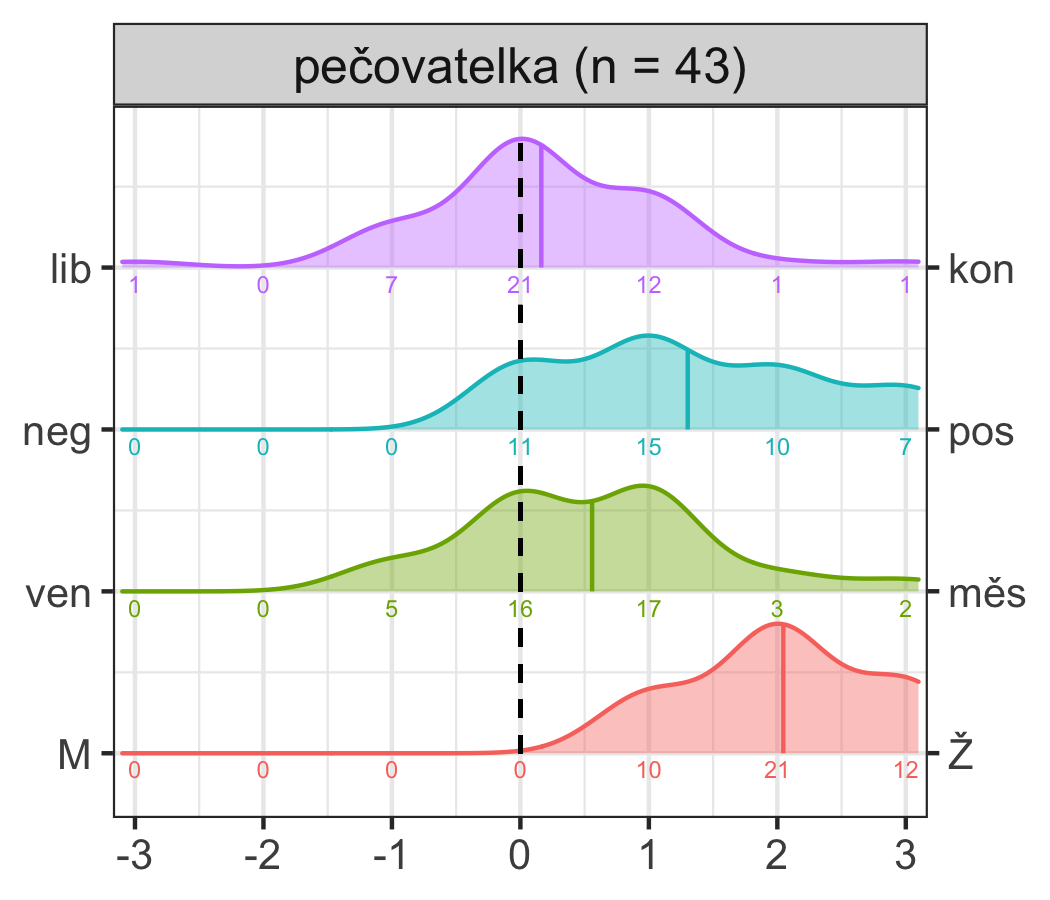 pečovatelka (n = 43)
lib kon
1 0 7 21 12 1 1
neg pos
0 0 0 11 15 10 7
ven měs
0 0 5 16 17 3 2
M Ž
0 0 0 0 10 21 12
-3 -2 -1 0 1 2 3